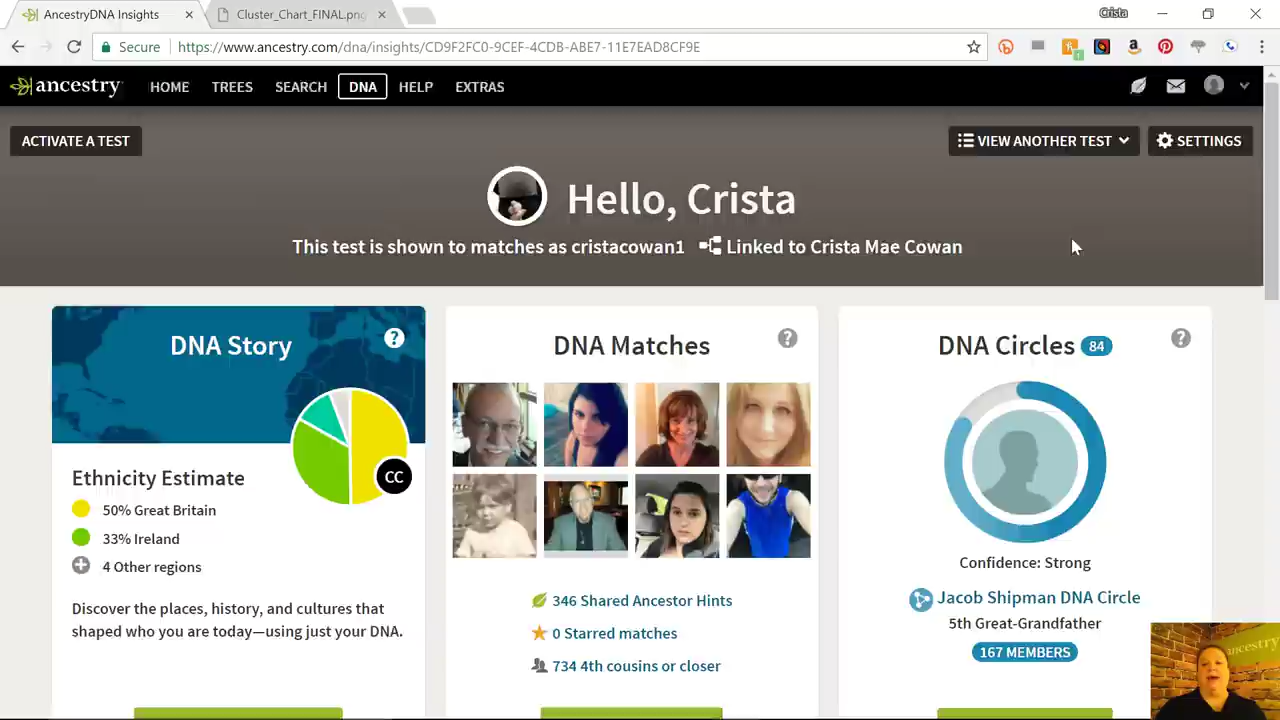 AncestryDNA Insights
Cluster_Chart_FINAL.png
Crista
Secure
https://www.ancestry.com/dna/insights/CD9F2FC0-9CEF-4CDB-ABE7-11E7EAD8CF9E
ancestry HOME TREES SEARCH DNA HELP EXTRAS
ACTIVATE A TEST
VIEW ANOTHER TEST
SETTINGS
Hello, Crista
This test is shown to matches as cristacowan1 Linked to Crista Mae Cowan
DNA Story
?
CC
Ethnicity Estimate
50% Great Britain
33% Ireland
4 Other regions
Discover the places, history, and cultures that
shaped who you are today—using just your DNA.
DNA Matches
?
346 Shared Ancestor Hints
0 Starred matches
734 4th cousins or closer
DNA Circles 84
?
Confidence: Strong
Jacob Shipman DNA Circle
5th Great-Grandfather
167 MEMBERS
ancestry